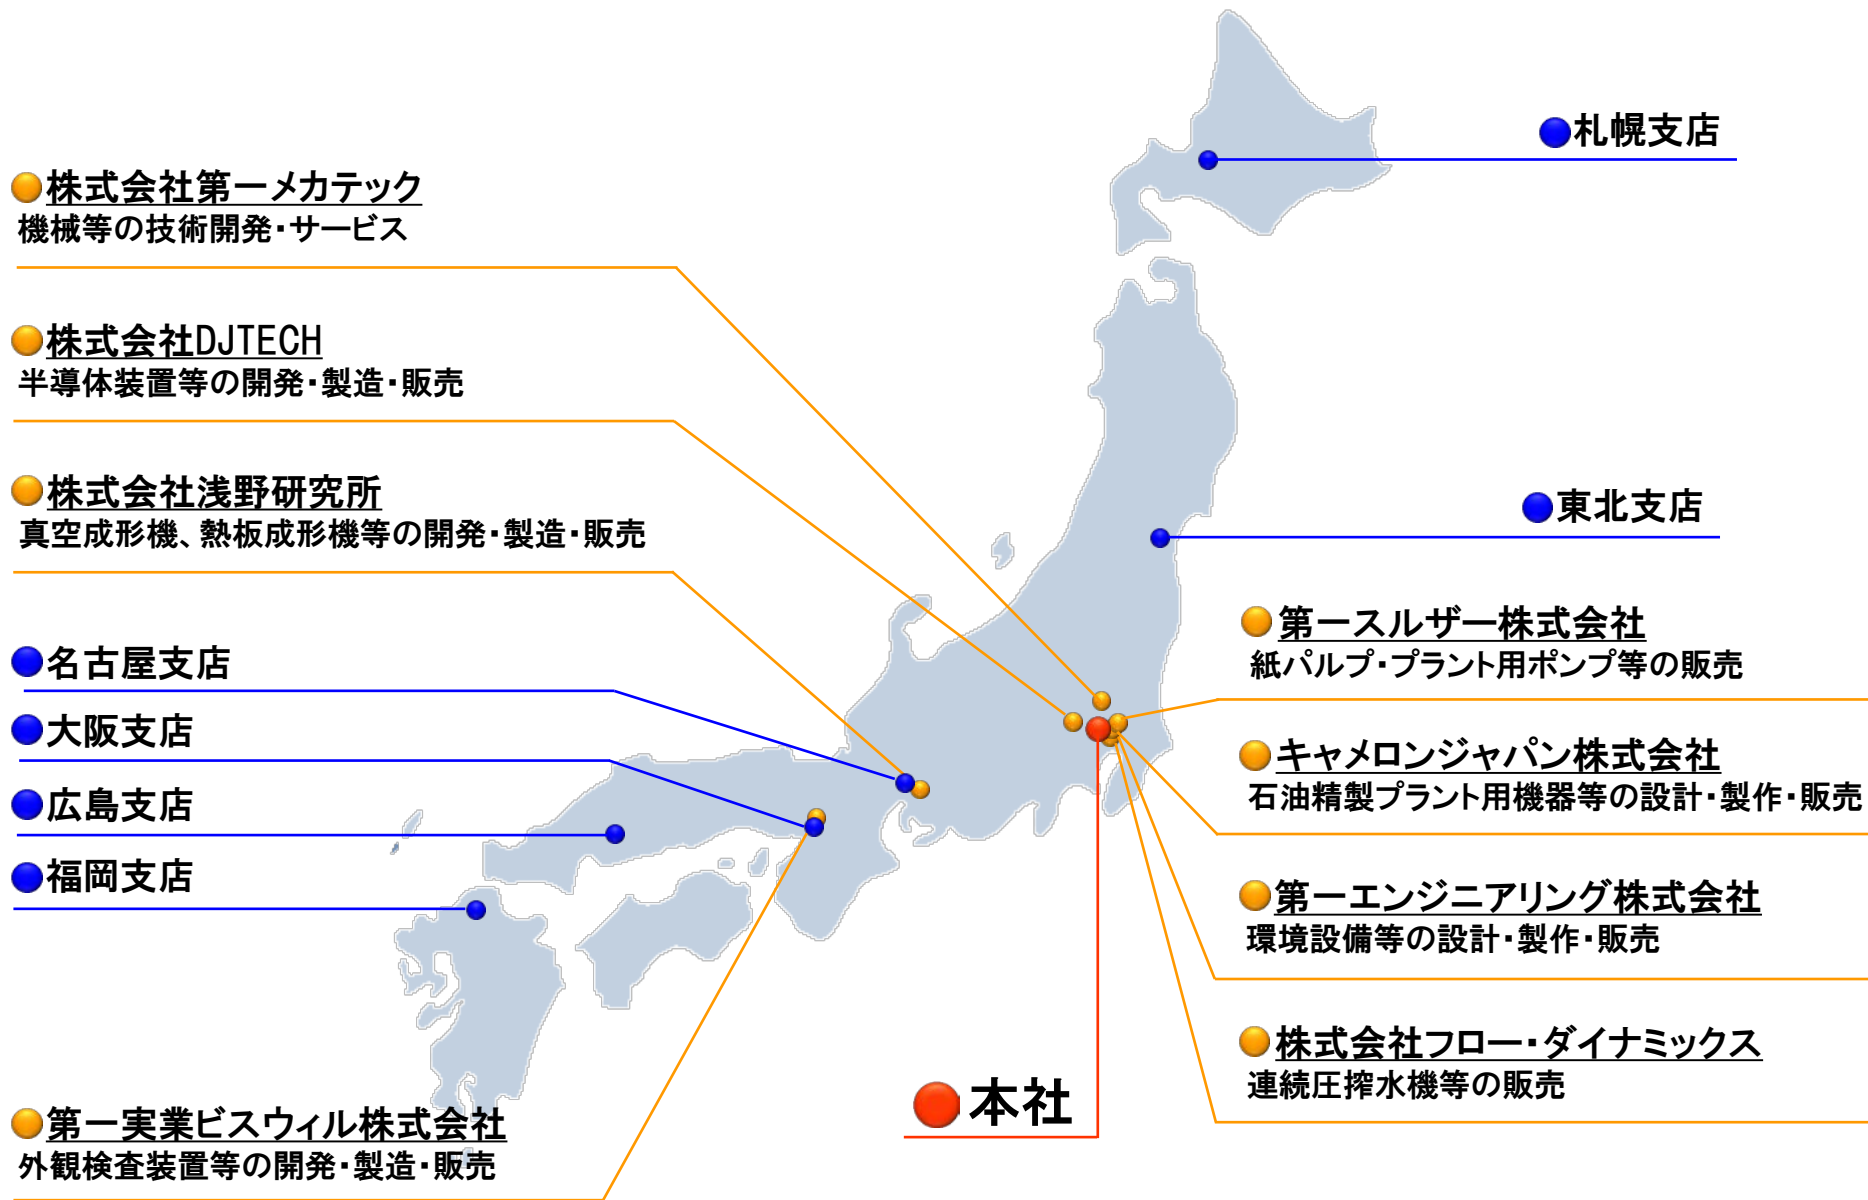 ●札幌支店
●株式会社第一メカテック
機械等の技術開発・サービス
●株式会社DJTECH
半導体装置等の開発・製造・販売
●株式会社浅野研究所
真空成形機、熱板成形機等の開発・製造・販売
●東北支店
●第一スルザー株式会社
紙パルプ・プラント用ポンプ等の販売
●名古屋支店
●大阪支店
●キャメロンジャパン株式会社
石油精製プラント用機器等の設計・製作・販売
●広島支店
●福岡支店
●第一エンジニアリング株式会社
環境設備等の設計・製作・販売
●株式会社フロー・ダイナミックス
連続圧搾水機等の販売
●本社
●第一実業ビスウィル株式会社
外観検査装置等の開発・製造・販売